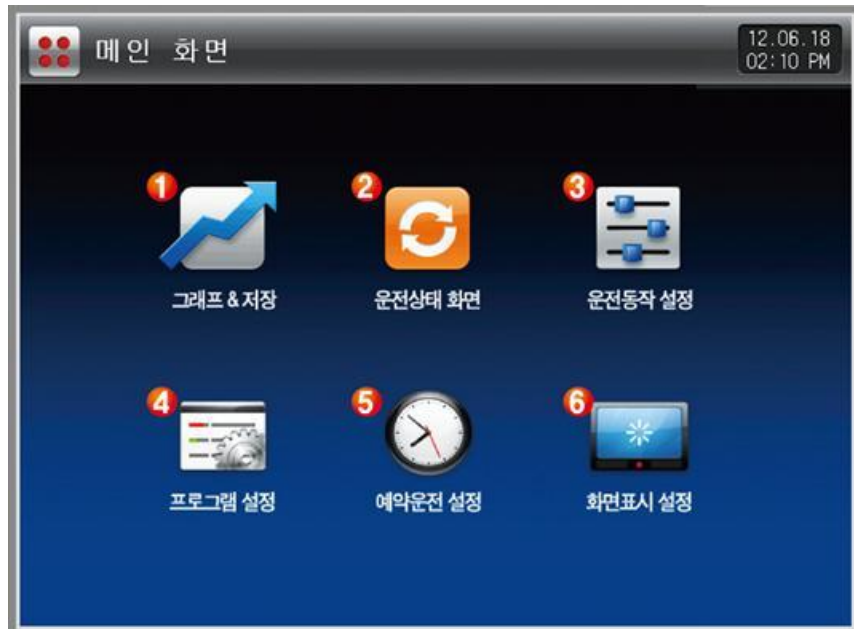 메인 화면
12.06.18
02:10 PM
1
2
3
그래프 & 저장
운전상태 화면
운전동작 설정
4
5
6
프로그램 설정
예약운전 설정
화면표시 설정